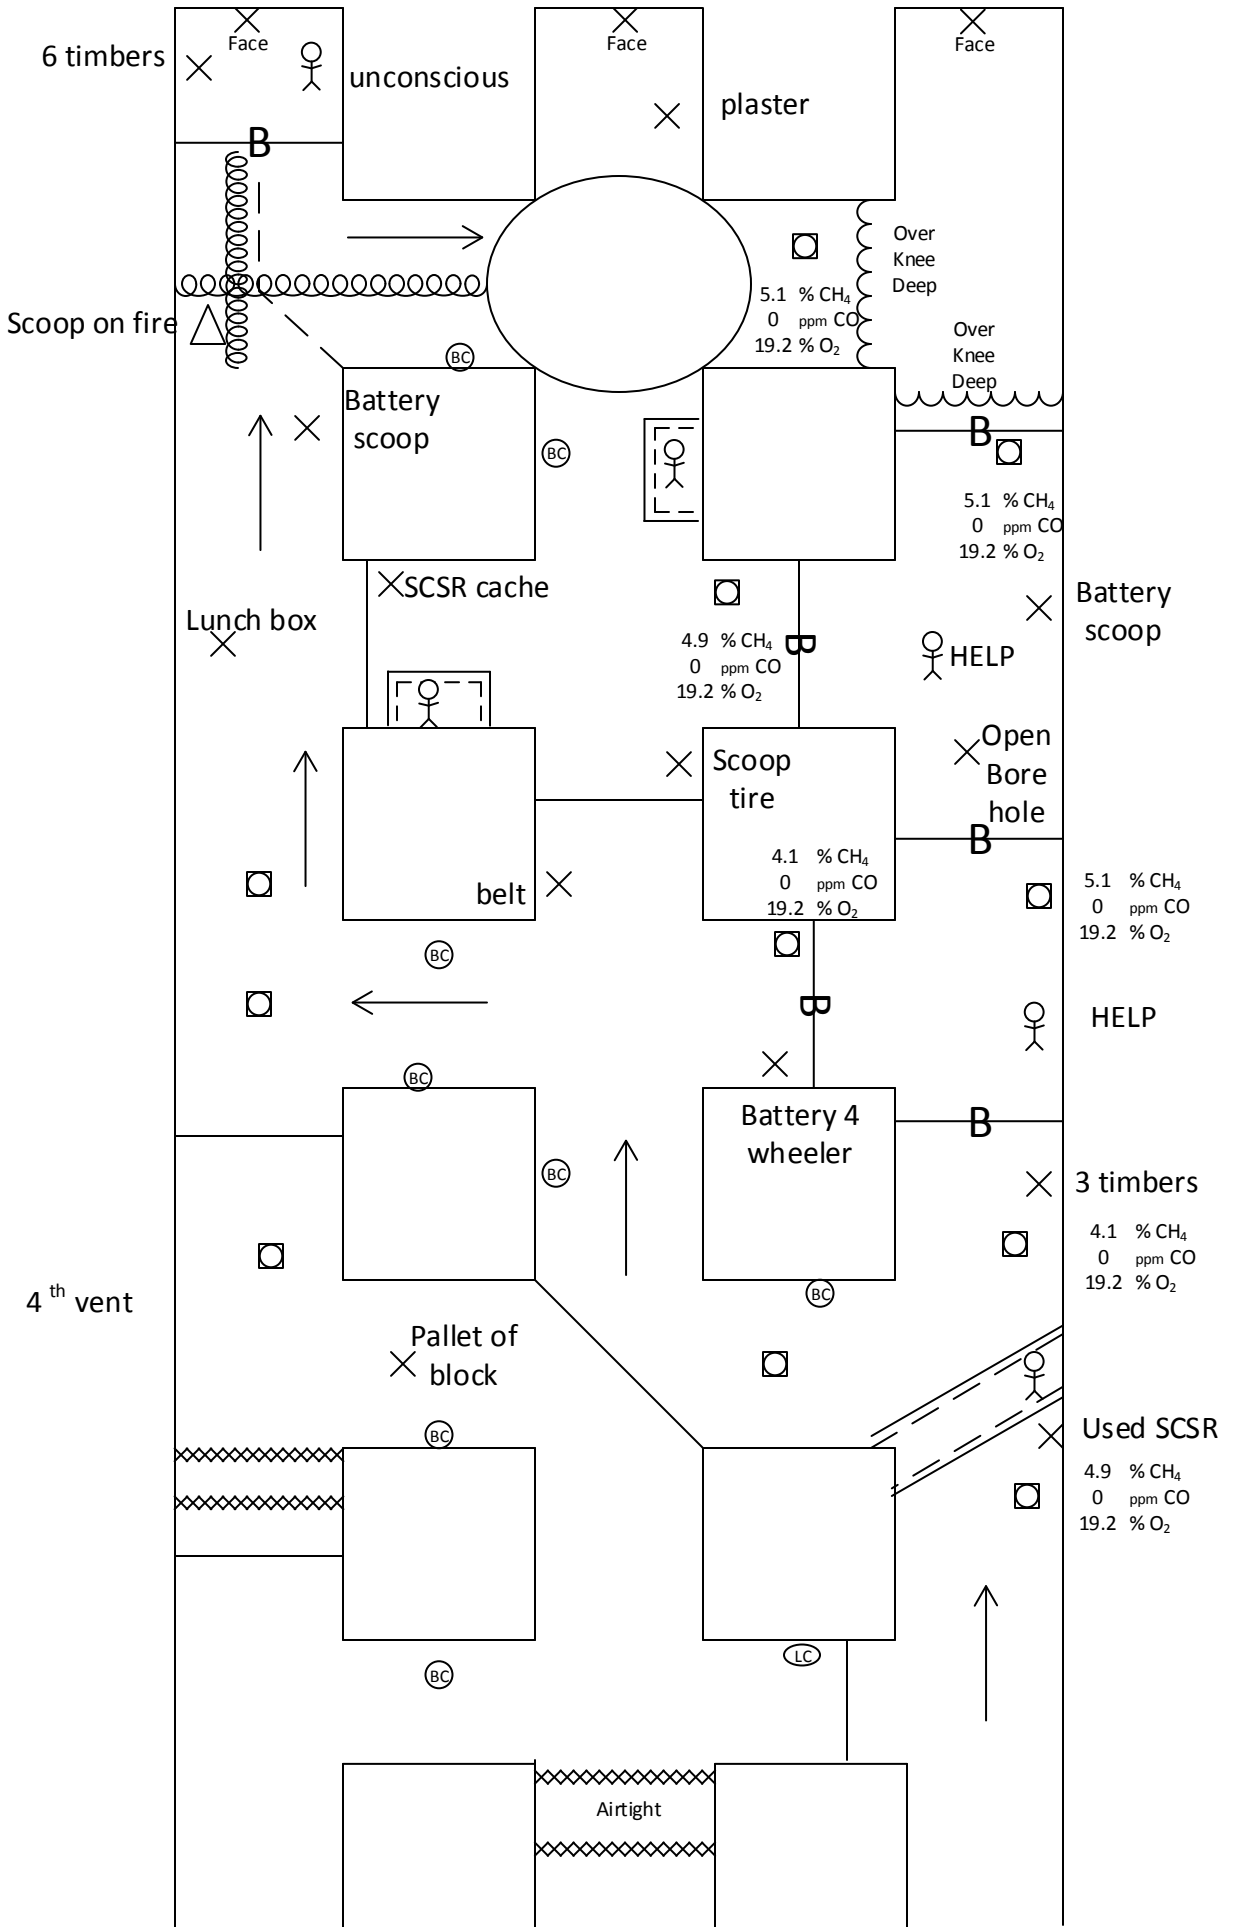 Face
Face
Face
6 timbers
unconscious
plaster
B
Over
Knee
Deep
5.1 % CH₄
0 ppm CO
19.2 % O₂
Scoop on fire
Over
Knee
Deep
BC
Battery
scoop
B
BC
5.1 % CH₄
0 ppm CO
19.2 % O₂
SCSR cache
Battery
scoop
Lunch box
4.9 % CH₄
0 ppm CO
19.2 % O₂
B
HELP
Scoop
tire
Open
Bore
hole
B
4.1 % CH₄
0 ppm CO
19.2 % O₂
belt
5.1 % CH₄
0 ppm CO
19.2 % O₂
BC
B
HELP
BC
Battery 4
wheeler
B
BC
3 timbers
4.1 % CH₄
0 ppm CO
19.2 % O₂
4 th vent
BC
Pallet of
block
BC
Used SCSR
4.9 % CH₄
0 ppm CO
19.2 % O₂
LC
BC
Airtight